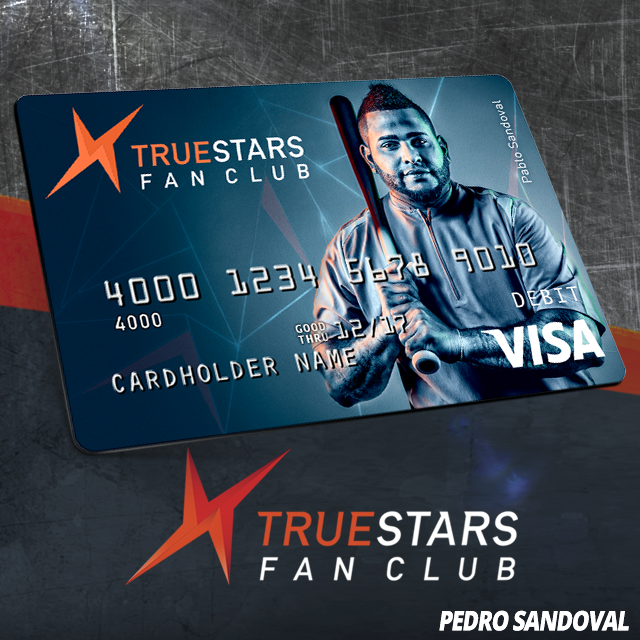 TRUESTARS
FAN CLUB
Pablo Sandoval
4000 1234 5678 9010
4000
GOOD THRU 12/17
DEBIT
CARDHOLDER NAME
VISA
TRUESTARS
FAN CLUB
PEDRO SANDOVAL